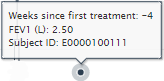 Weeks since first treatment: -4
FEV1 (L): 2.50
Subject ID: E0000100111